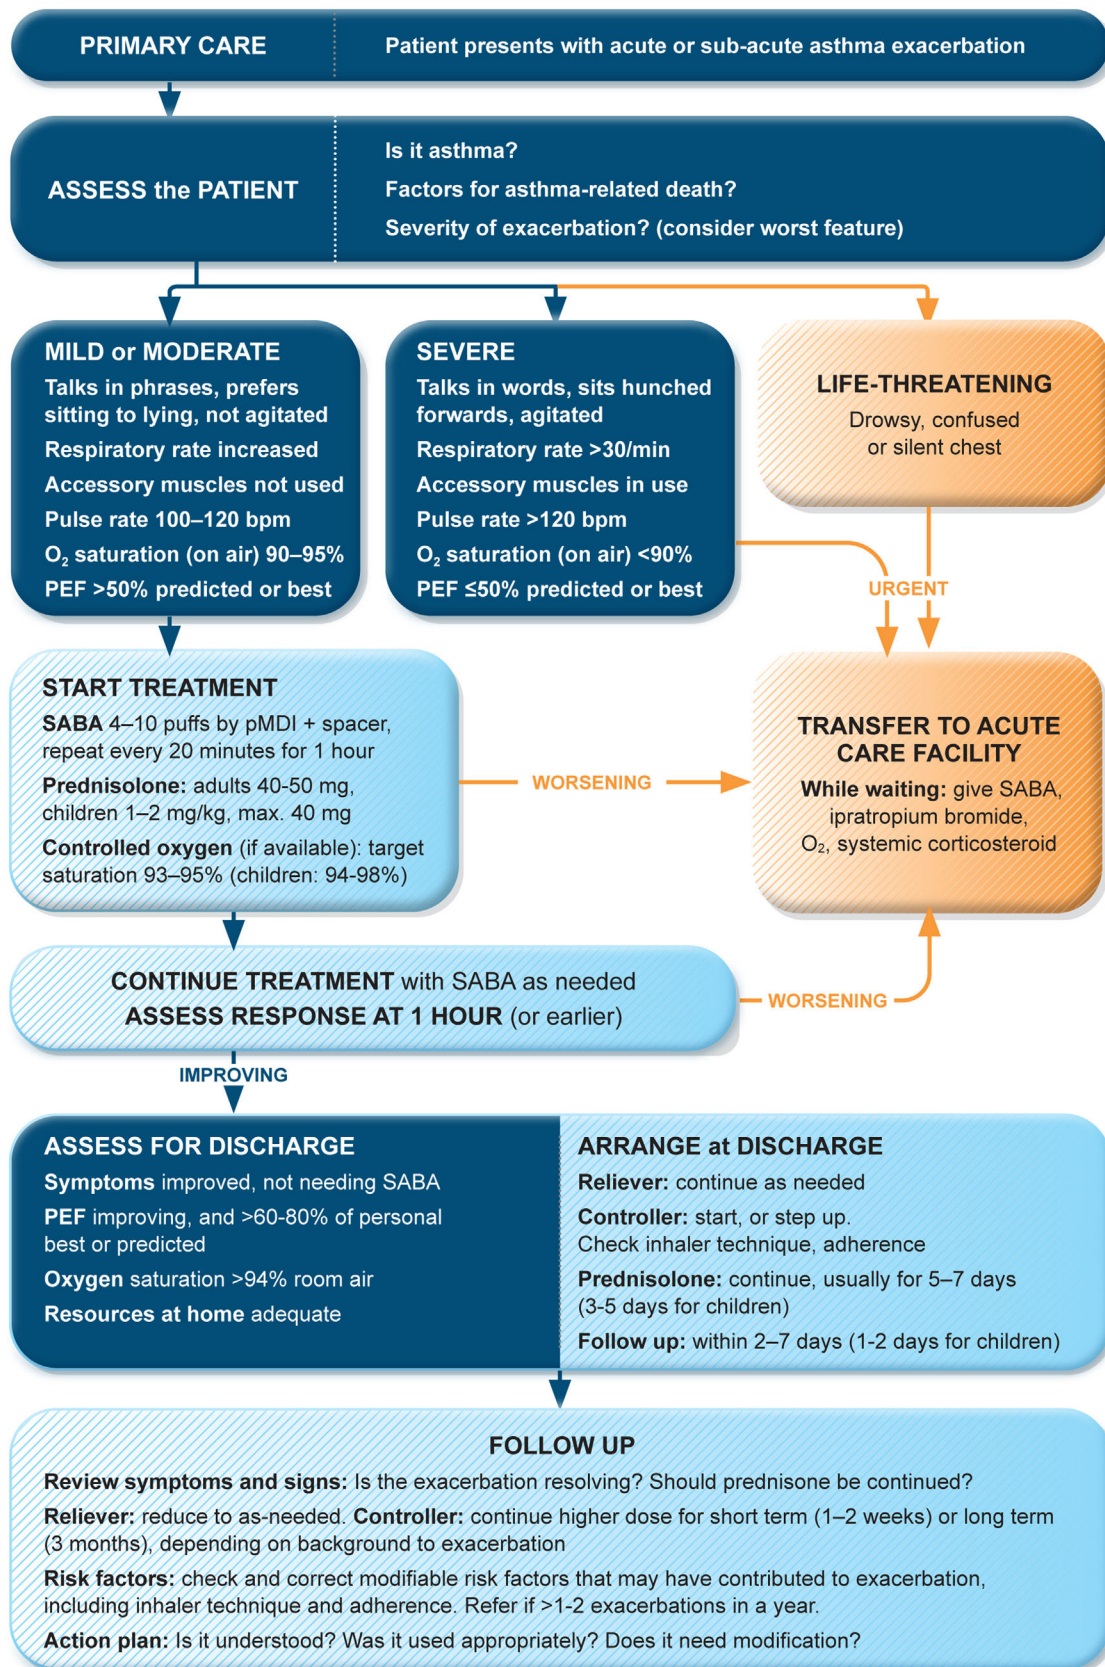 PRIMARY CARE
Patient presents with acute or sub-acute asthma exacerbation
ASSESS the PATIENT
Is it asthma?
Factors for asthma-related death?
Severity of exacerbation? (consider worst feature)
MILD or MODERATE
Talks in phrases, prefers
sitting to lying, not agitated
Respiratory rate increased
Accessory muscles not used
Pulse rate 100–120 bpm
O₂ saturation (on air) 90–95%
PEF >50% predicted or best
SEVERE
Talks in words, sits hunched
forwards, agitated
Respiratory rate >30/min
Accessory muscles in use
Pulse rate >120 bpm
O₂ saturation (on air) <90%
PEF ≤50% predicted or best
LIFE-THREATENING
Drowsy, confused
or silent chest
URGENT
START TREATMENT
SABA 4–10 puffs by pMDI + spacer,
repeat every 20 minutes for 1 hour
Prednisolone: adults 40-50 mg,
children 1–2 mg/kg, max. 40 mg
Controlled oxygen (if available): target
saturation 93–95% (children: 94-98%)
WORSENING
TRANSFER TO ACUTE
CARE FACILITY
While waiting: give SABA,
ipratropium bromide,
O₂, systemic corticosteroid
CONTINUE TREATMENT with SABA as needed
ASSESS RESPONSE AT 1 HOUR (or earlier)
WORSENING
IMPROVING
ASSESS FOR DISCHARGE
Symptoms improved, not needing SABA
PEF improving, and >60-80% of personal
best or predicted
Oxygen saturation >94% room air
Resources at home adequate
ARRANGE at DISCHARGE
Reliever: continue as needed
Controller: start, or step up.
Check inhaler technique, adherence
Prednisolone: continue, usually for 5–7 days
(3-5 days for children)
Follow up: within 2–7 days (1-2 days for children)
FOLLOW UP
Review symptoms and signs: Is the exacerbation resolving? Should prednisone be continued?
Reliever: reduce to as-needed. Controller: continue higher dose for short term (1–2 weeks) or long term
(3 months), depending on background to exacerbation
Risk factors: check and correct modifiable risk factors that may have contributed to exacerbation,
including inhaler technique and adherence. Refer if >1-2 exacerbations in a year.
Action plan: Is it understood? Was it used appropriately? Does it need modification?